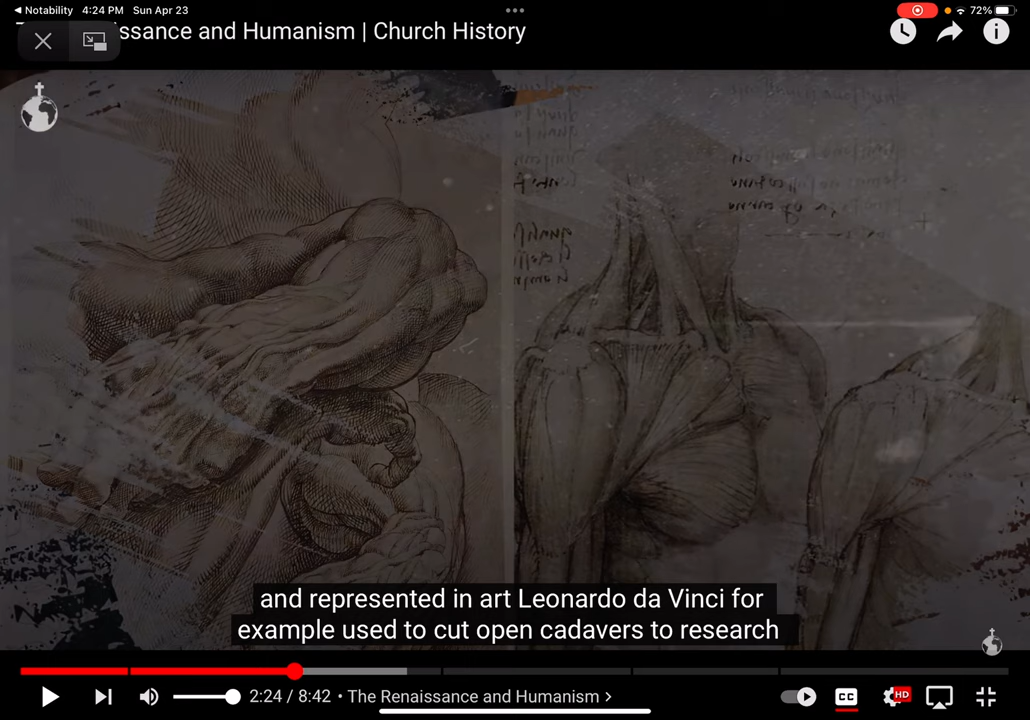 Notability 4:24 PM Sun Apr 23 72%
ssance and Humanism | Church History
and represented in art Leonardo da Vinci for
example used to cut open cadavers to research
2:24 / 8:42 • The Renaissance and Humanism
CC HD